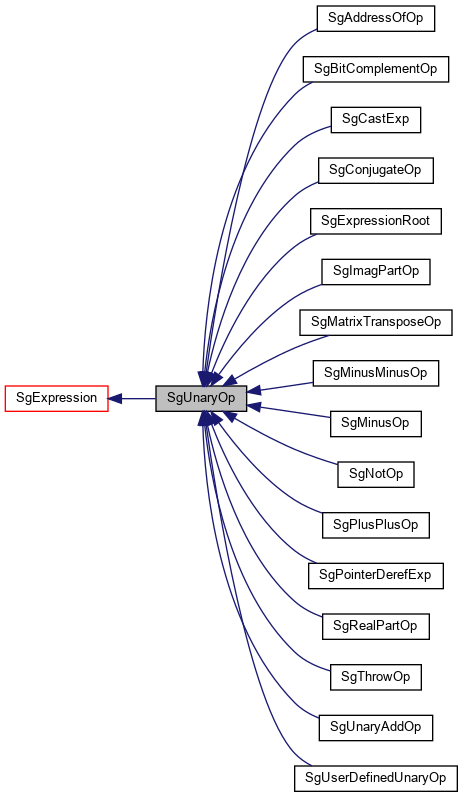 SgAddressOfOp
SgBitComplementOp
SgCastExp
SgConjugateOp
SgExpressionRoot
SgImagPartOp
SgMatrixTransposeOp
SgMinusMinusOp
SgExpression
SgUnaryOp
SgMinusOp
SgNotOp
SgPlusPlusOp
SgPointerDerefExp
SgRealPartOp
SgThrowOp
SgUnaryAddOp
SgUserDefinedUnaryOp